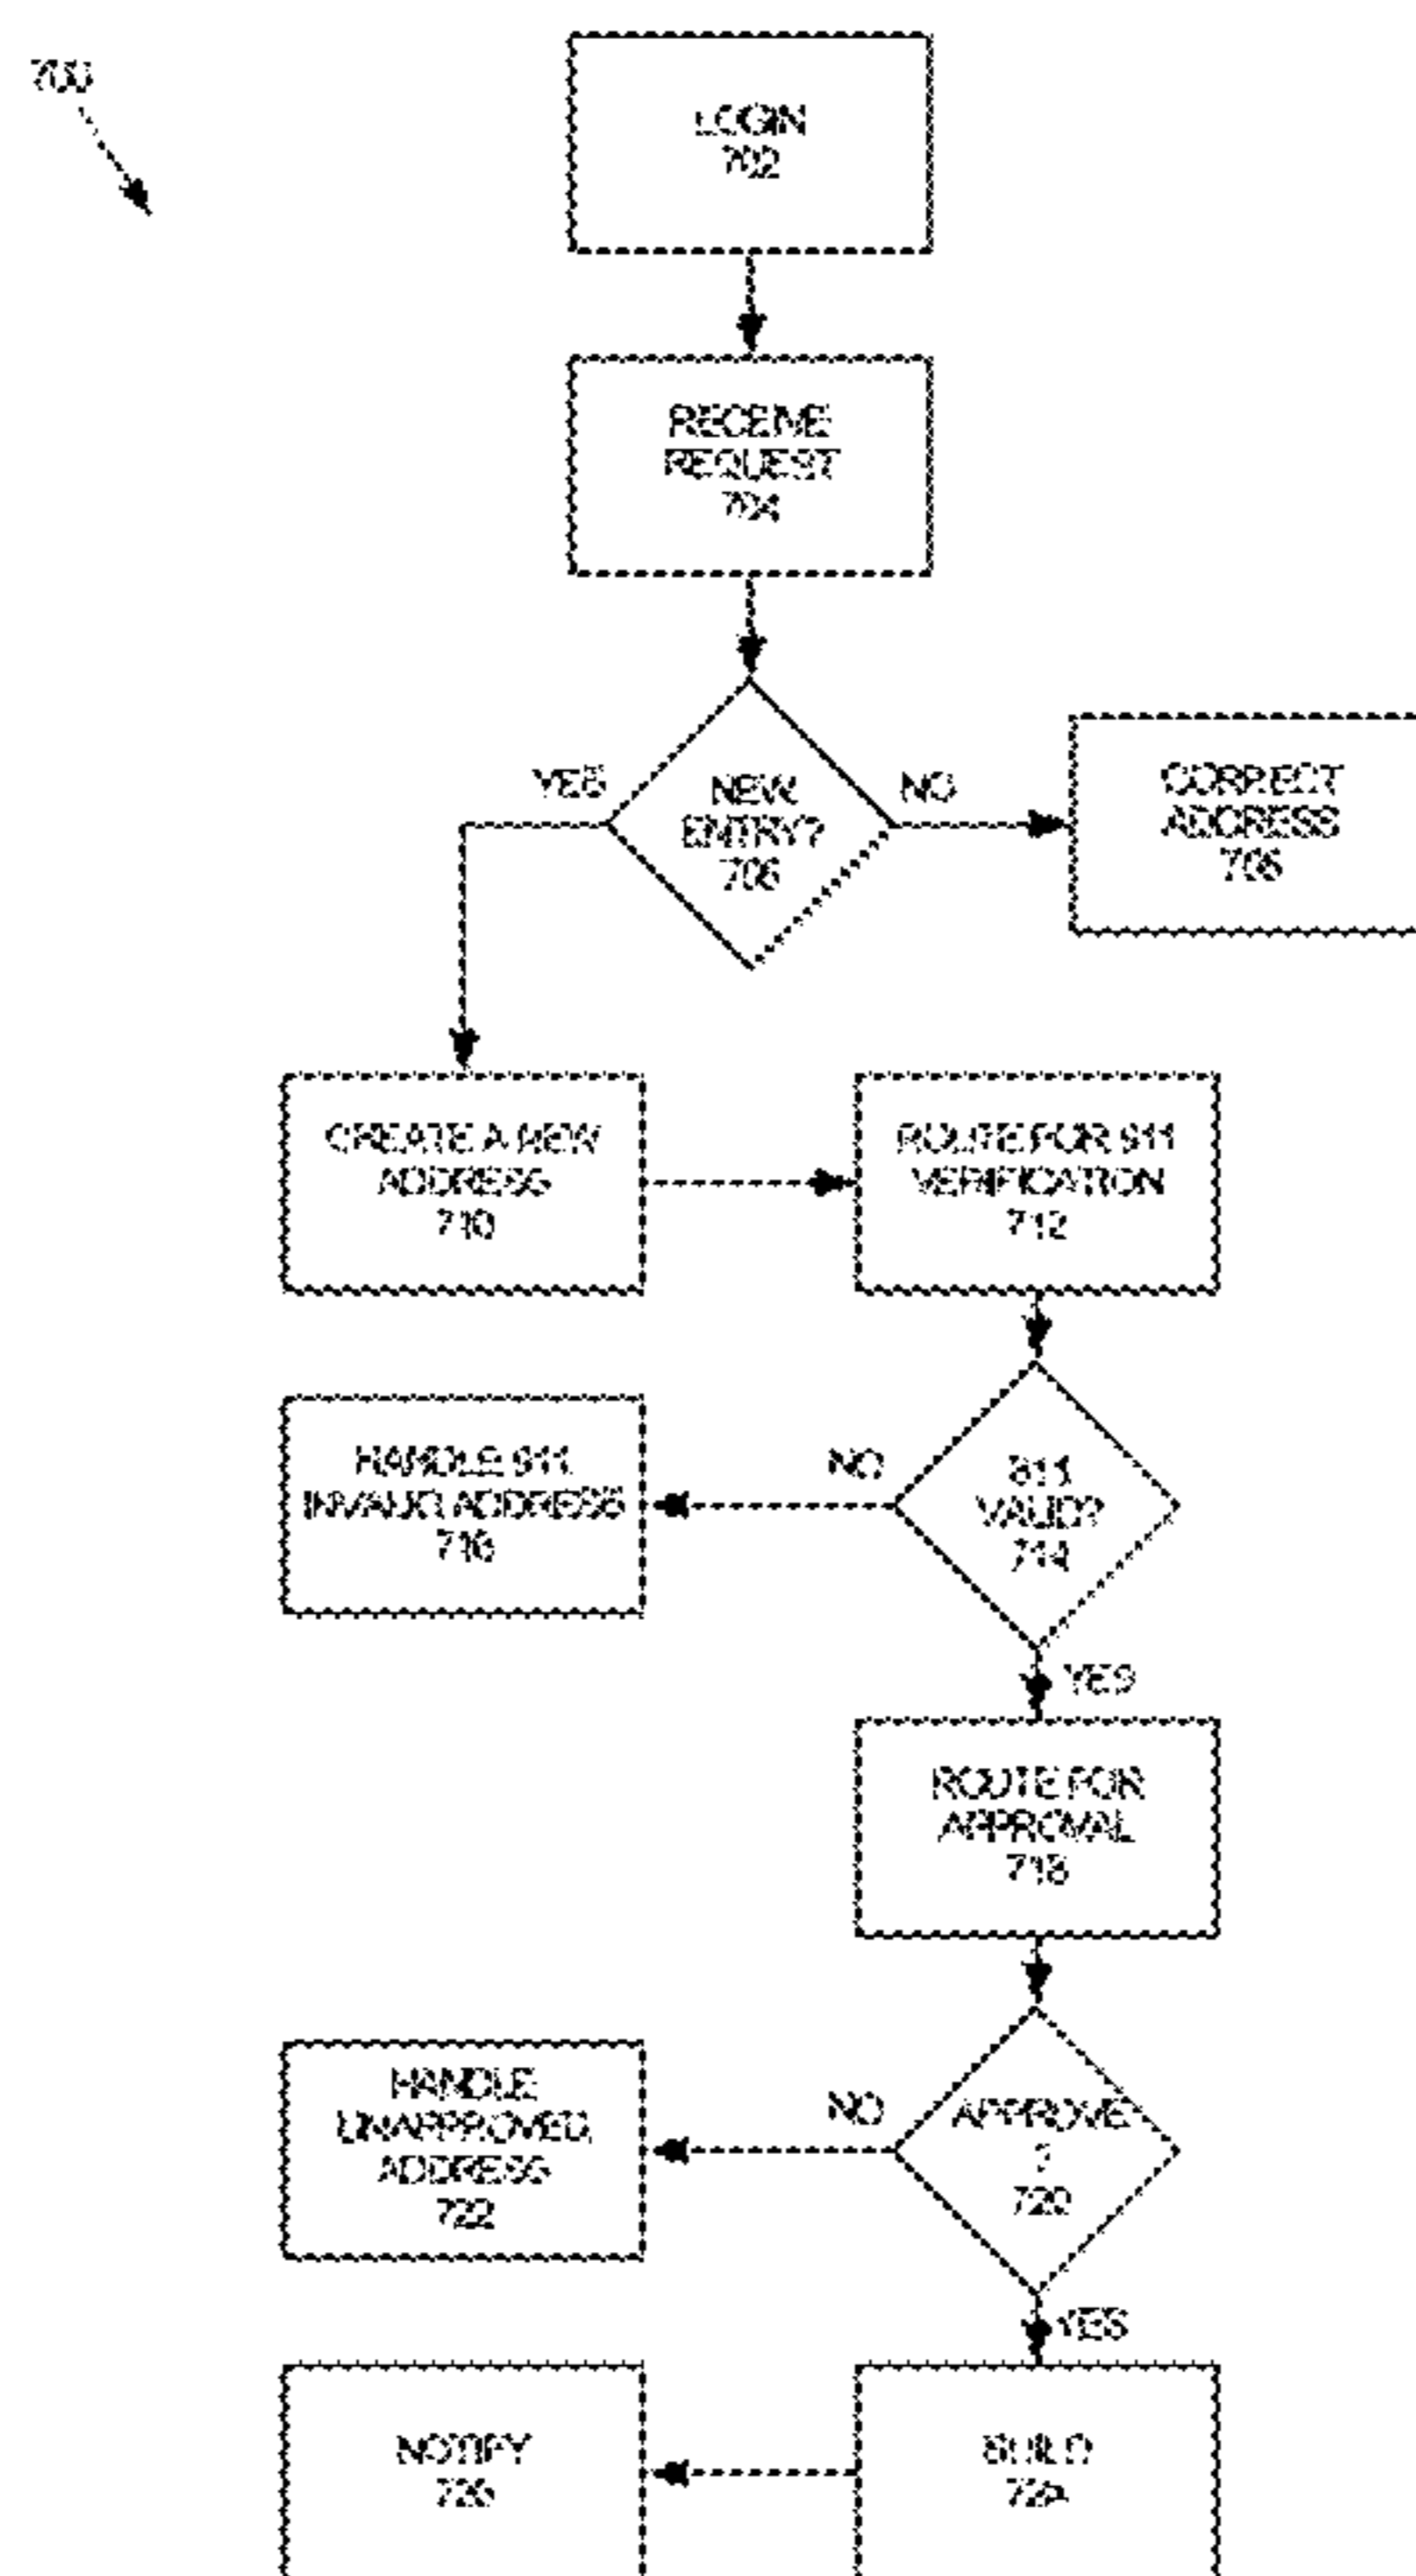 700
LOGIN
702
RECEIVE
REQUEST
704
YES
NEW
ENTRY?
706
NO
CORRECT
ADDRESS
708
CREATE A NEW
ADDRESS
710
ROUTE FOR 911
VERIFICATION
712
HANDLE 911
INVALID ADDRESS
716
NO
911
VALID?
714
YES
ROUTE FOR
APPROVAL
718
HANDLE
UNAPPROVED
ADDRESS
722
NO
APPROVE
?
720
YES
NOTIFY
726
BUILD
724